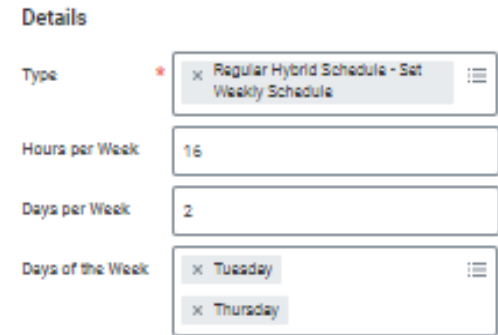 Details
Type * × Regular Hybrid Schedule - Set
Weekly Schedule
Hours per Week 16
Days per Week 2
Days of the Week × Tuesday
× Thursday